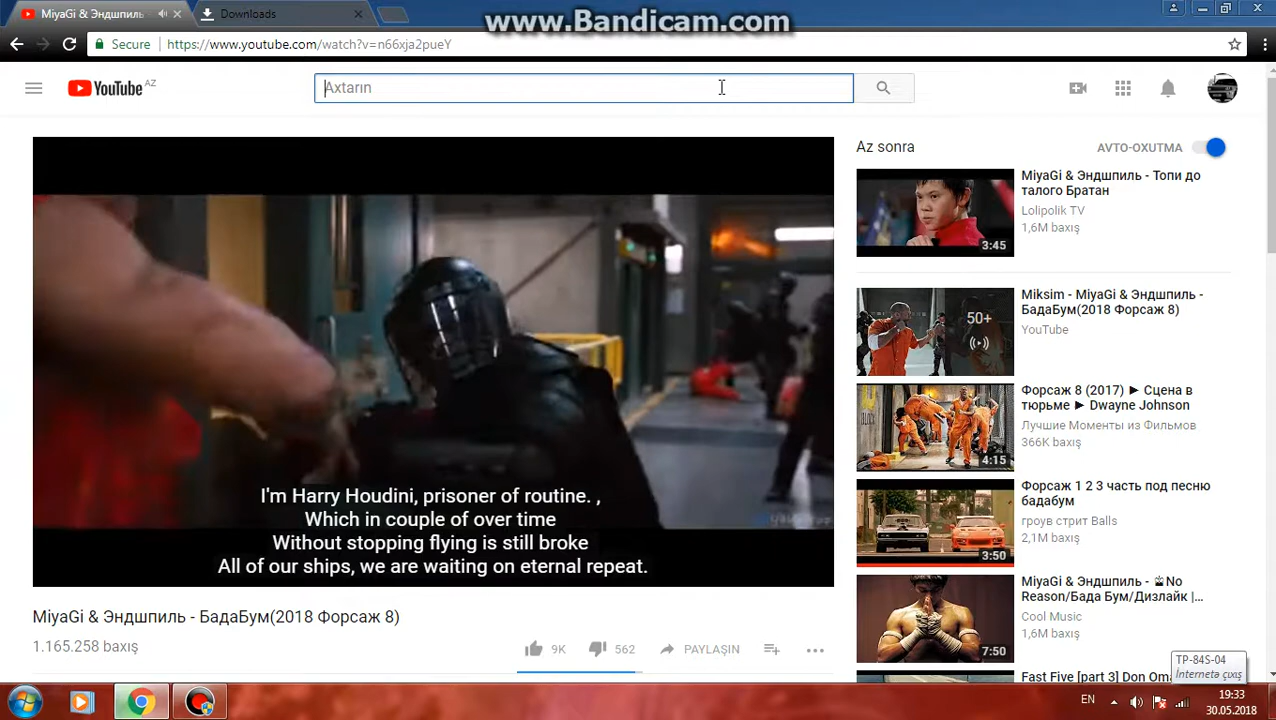 www.Bandicam.com
MiyaGi & Эндшпиль
Downloads
Secure
https://www.youtube.com/watch?v=n66xja2pueY
YouTube AZ
Axtarın
Az sonra
AVTO-OXUTMA
MiyaGi & Эндшпиль - Топи до
талого Братан
Lolipolik TV
1,6M baxış
3:45
Miksim - MiyaGi & Эндшпиль -
БадаБум(2018 Форсаж 8)
YouTube
50+
Форсаж 8 (2017) ► Сцена в
тюрьме ► Dwayne Johnson
Лучшие Моменты из Фильмов
366K baxış
4:15
Форсаж 1 2 3 часть под песню
бадабум
гроув стрит Balls
2,1M baxış
3:50
MiyaGi & Эндшпиль - No
Reason/Бада Бум/Дизлайк |...
Cool Music
1,6M baxış
7:50
Fast Five [part 3] Don
I'm Harry Houdini, prisoner of routine. ,
Which in couple of over time
Without stopping flying is still broke
All of our ships, we are waiting on eternal repeat.
MiyaGi & Эндшпиль - БадаБум(2018 Форсаж 8)
1.165.258 baxış
9K
562
PAYLAŞIN
TP-84S-04
İnternetə çıxış
EN
19:33
30.05.2018